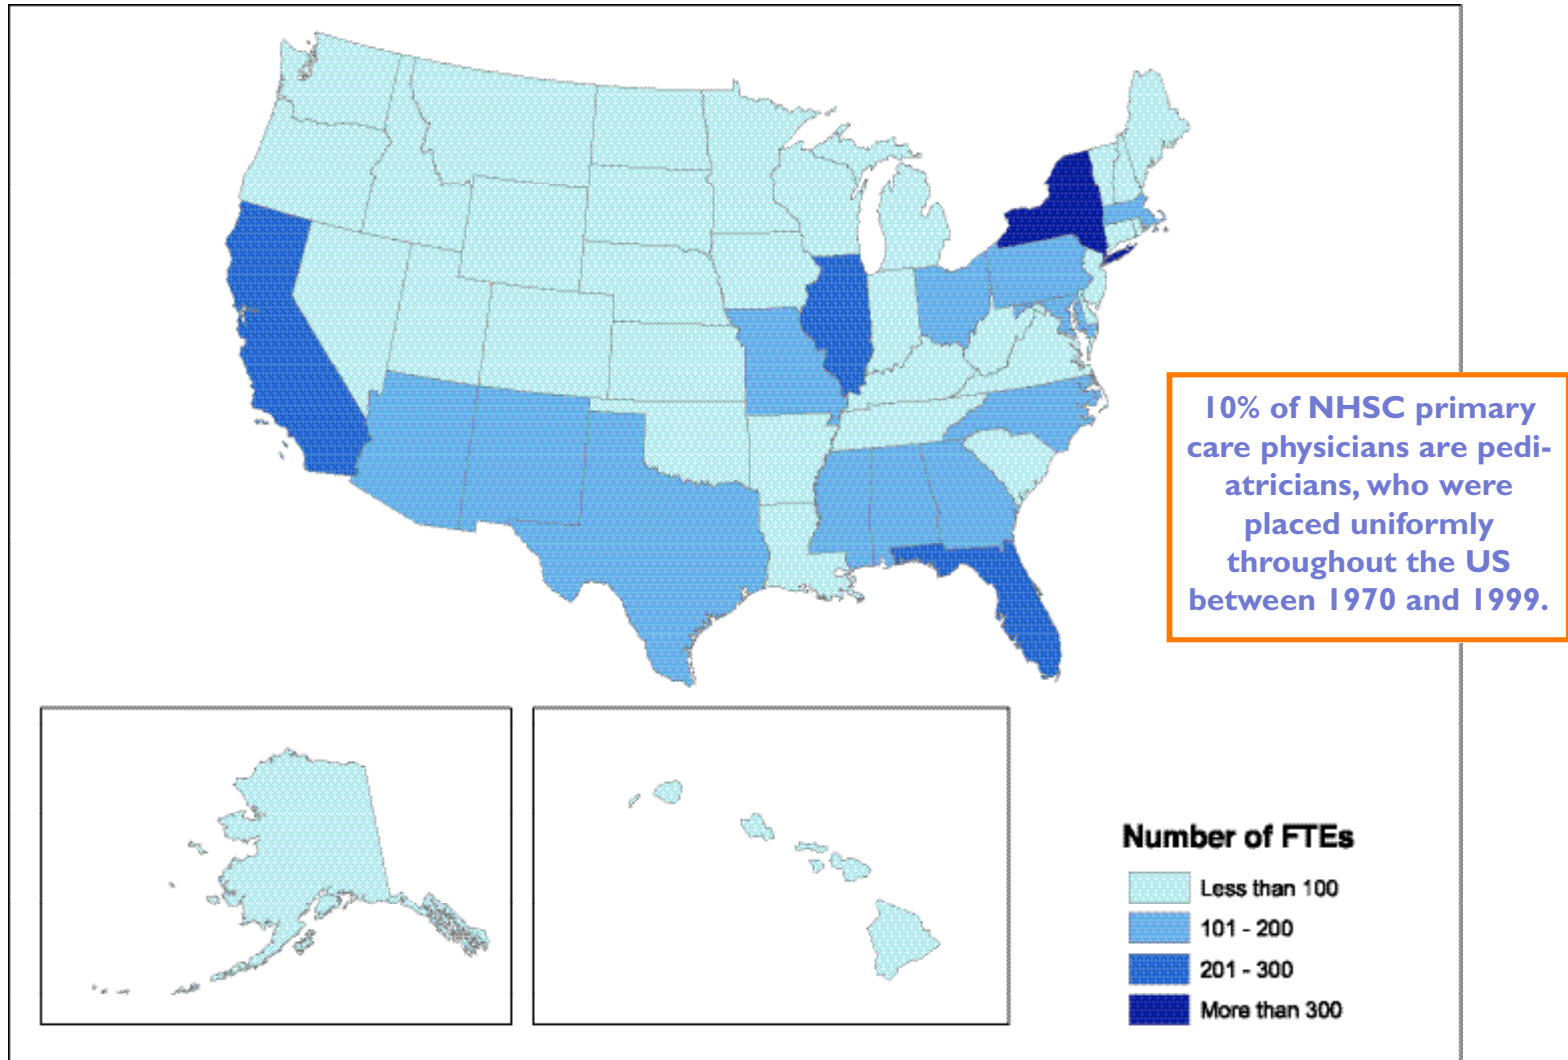 10% of NHSC primary
care physicians are pedi-
atricians, who were
placed uniformly
throughout the US
between 1970 and 1999.
Number of FTEs
Less than 100
101 - 200
201 - 300
More than 300